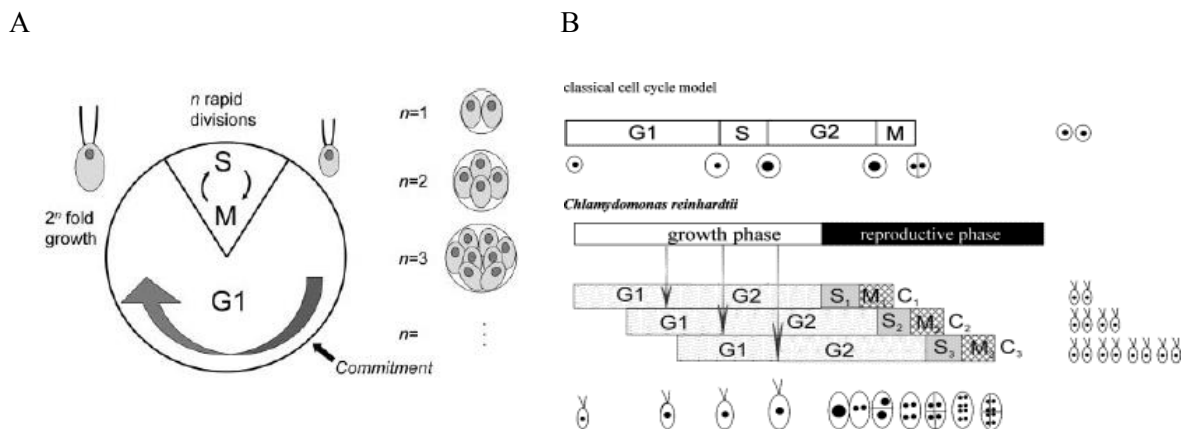 A
n rapid
divisions
S
M
2ⁿ fold
growth
G1
Commitment
n=1
n=2
n=3
n=
⋮
B
classical cell cycle model
G1 S G2 M
Chlamydomonas reinhardtii
growth phase reproductive phase
G1 G2 S₁ M₁ C₁
G1 G2 S₂ M₂ C₂
G1 G2 S₃ M₃ C₃